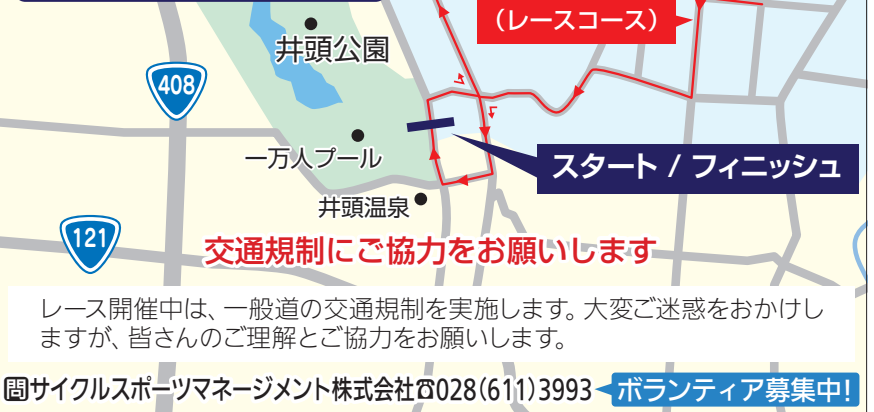 (レースコース)
井頭公園
408
一万人プール
スタート / フィニッシュ
井頭温泉
121
交通規制にご協力をお願いします
レース開催中は、一般道の交通規制を実施します。大変ご迷惑をおかけし
ますが、皆さんのご理解とご協力をお願いします。
問サイクルスポーツマネージメント株式会社☎028(611)3993
ボランティア募集中!